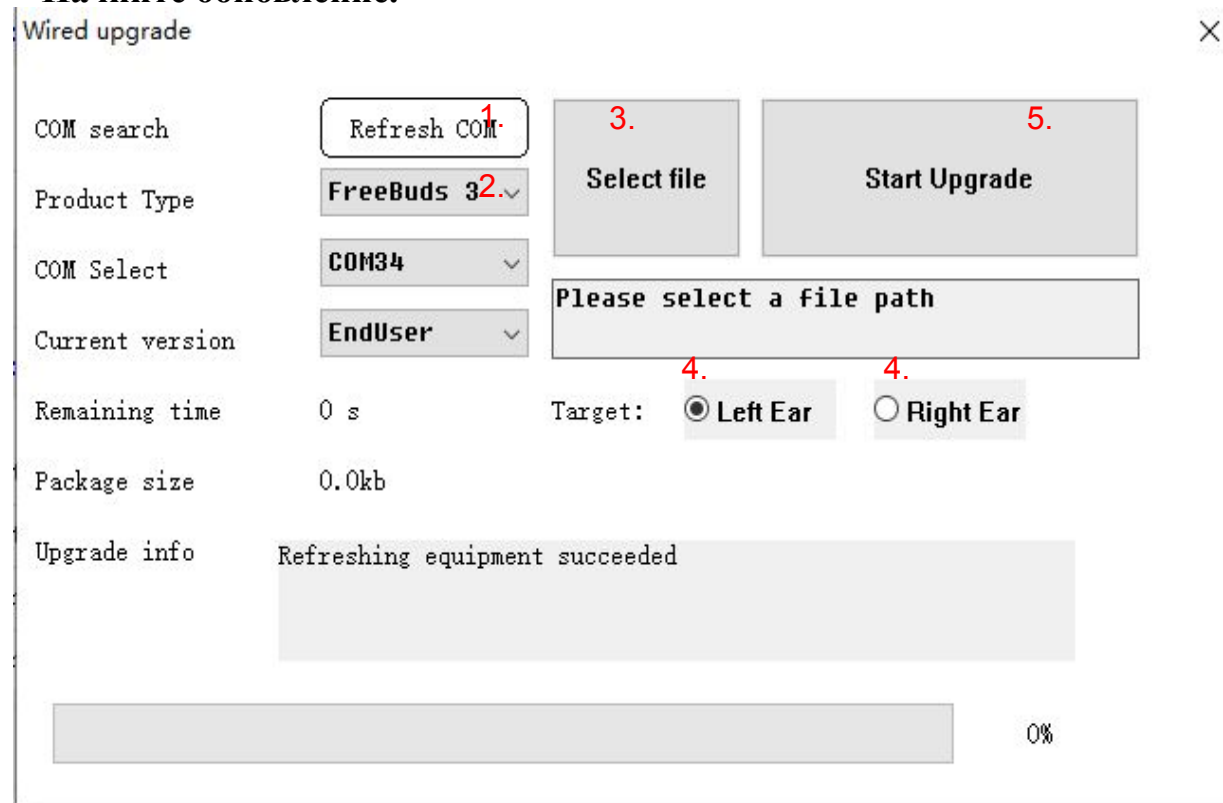 Начните обновление.
Wired upgrade
COM search
Refresh COM
1.
Product Type
FreeBuds 3
2.
3.
Select file
5.
Start Upgrade
COM Select
COM34
Please select a file path
Current version
EndUser
Remaining time
0 s
Target:
4.
Left Ear
4.
Right Ear
Package size
0.0kb
Upgrade info
Refreshing equipment succeeded
0%